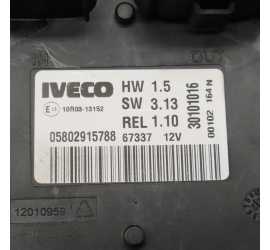 IVECO HW 1.5
SW 3.13
10R03-13152
REL 1.10
05802915788 67337 12V
30101016
00102 164 N
12010959